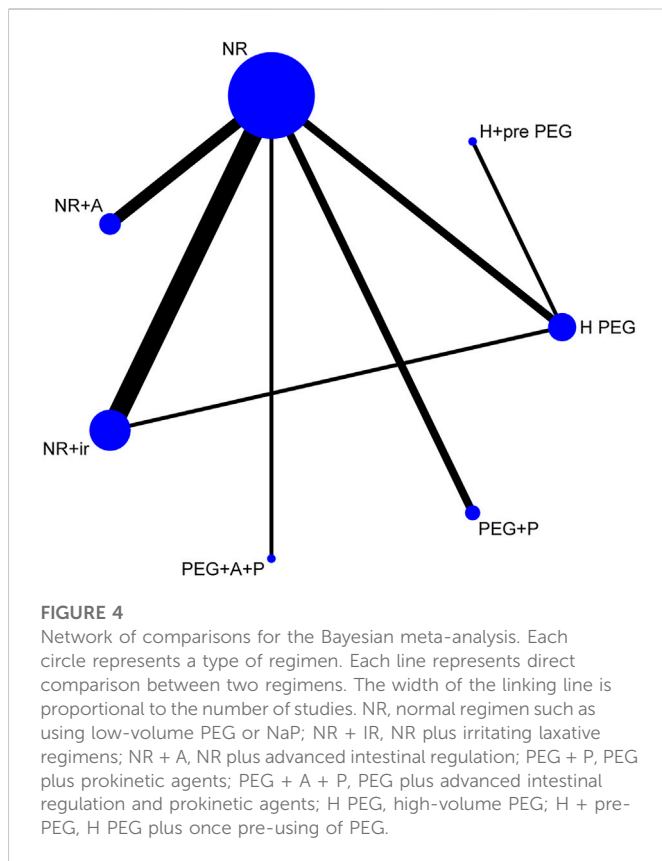 NR
H+pre PEG
NR+A
H PEG
NR+ir
PEG+P
PEG+A+P
FIGURE 4
Network of comparisons for the Bayesian meta-analysis. Each
circle represents a type of regimen. Each line represents direct
comparison between two regimens. The width of the linking line is
proportional to the number of studies. NR, normal regimen such as
using low-volume PEG or NaP; NR + IR, NR plus irritating laxative
regimens; NR + A, NR plus advanced intestinal regulation; PEG + P, PEG
plus prokinetic agents; PEG + A + P, PEG plus advanced intestinal
regulation and prokinetic agents; H PEG, high-volume PEG; H + pre-
PEG, H PEG plus once pre-using of PEG.